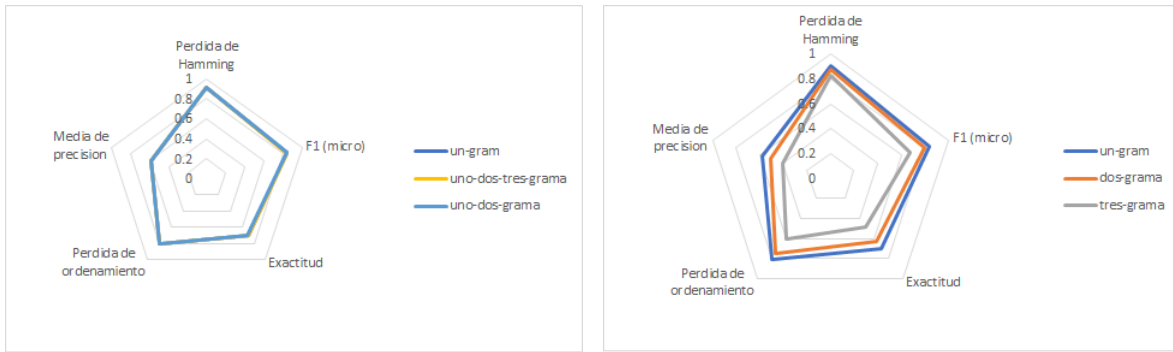 Perdida de
Hamming
1
0.8
0.6
0.4
0.2
0
F1 (micro)
Exactitud
Perdida de
ordenamiento
Media de
precision
un-gram
uno-dos-tres-grama
uno-dos-grama
Perdida de
Hamming
1
0.8
0.6
0.4
0.2
0
F1 (micro)
Exactitud
Perdida de
ordenamiento
Media de
precision
un-gram
dos-grama
tres-grama